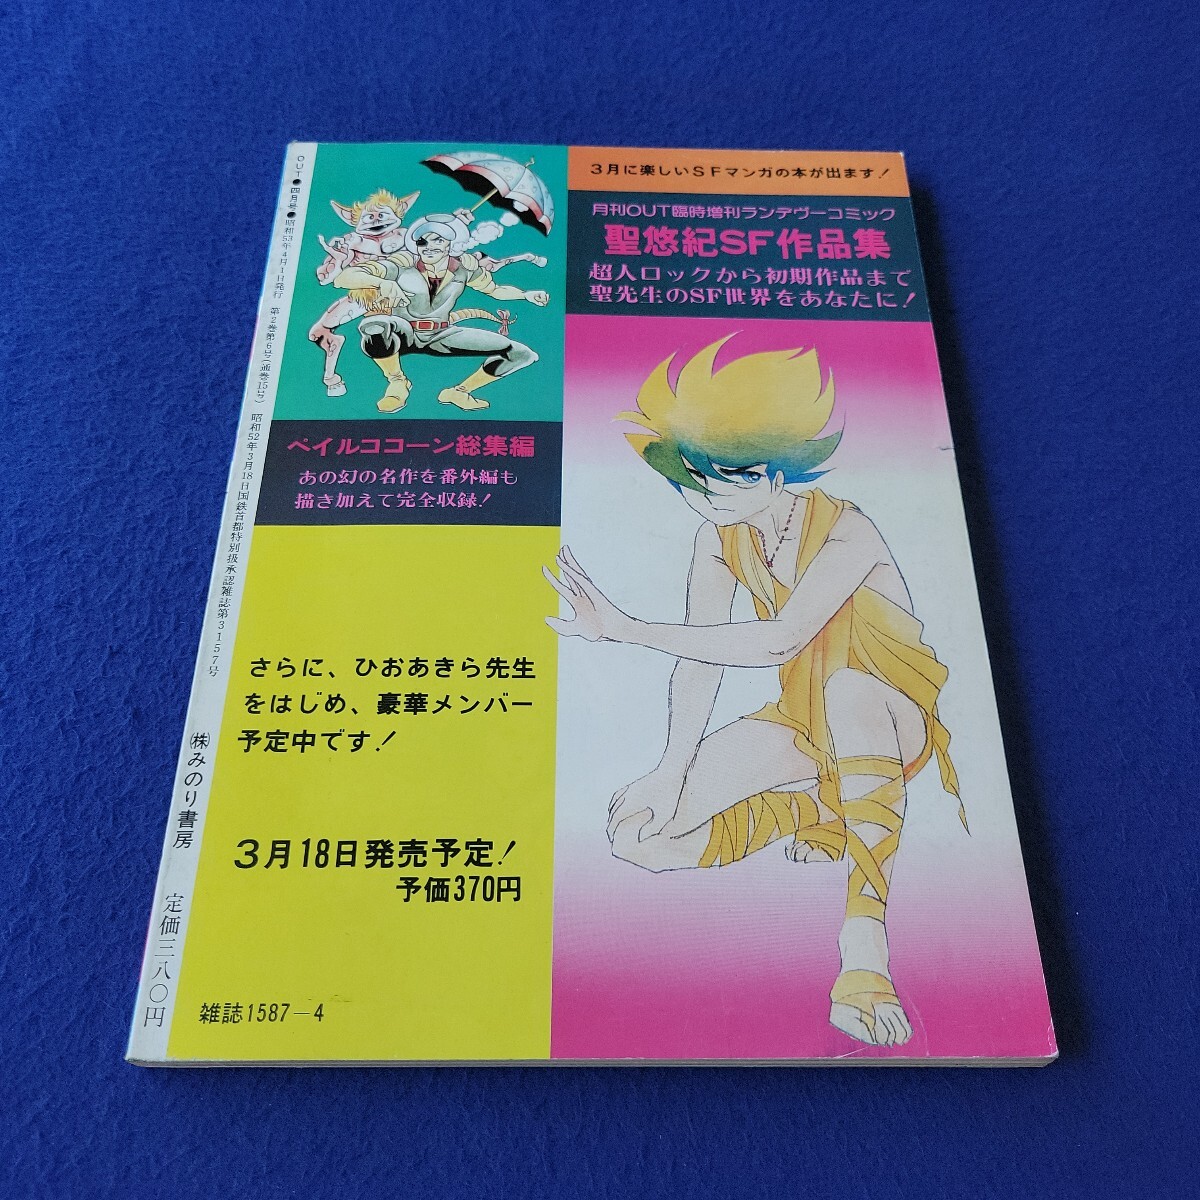 OUT●四月号●昭和53年4月1日発行 第2巻第6号(通巻15号) 昭和52年3月18日国鉄首都特別扱承認雑誌第3157号 ㈱みのり書房 定価三八〇円
3月に楽しいSFマンガの本が出ます!
月刊OUT臨時増刊ランデヴーコミック
聖悠紀SF作品集
超人ロックから初期作品まで
聖先生のSF世界をあなたに!
ペイルココーン総集編
あの幻の名作を番外編も
描き加えて完全収録!
さらに、ひおあきら先生
をはじめ、豪華メンバー
予定中です!
3月18日発売予定!
予価370円
雑誌1587-4